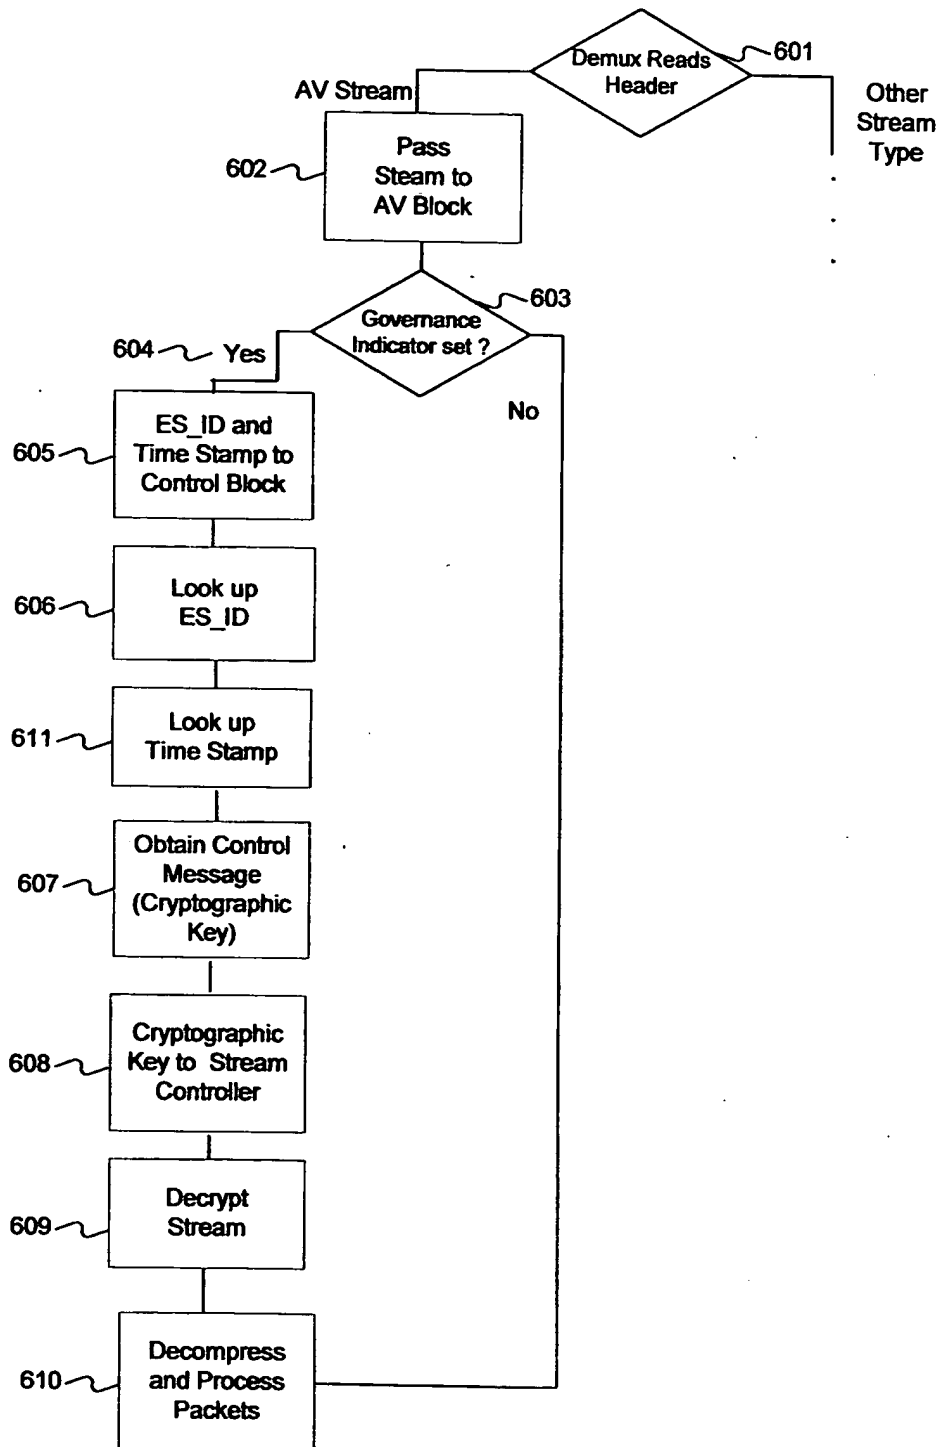 Demux Reads
Header
601
AV Stream
Other
Stream
Type
602
Pass
Steam to
AV Block
603
Governance
Indicator set ?
604
Yes
No
605
ES_ID and
Time Stamp to
Control Block
606
Look up
ES_ID
611
Look up
Time Stamp
607
Obtain Control
Message
(Cryptographic
Key)
608
Cryptographic
Key to Stream
Controller
609
Decrypt
Stream
610
Decompress
and Process
Packets